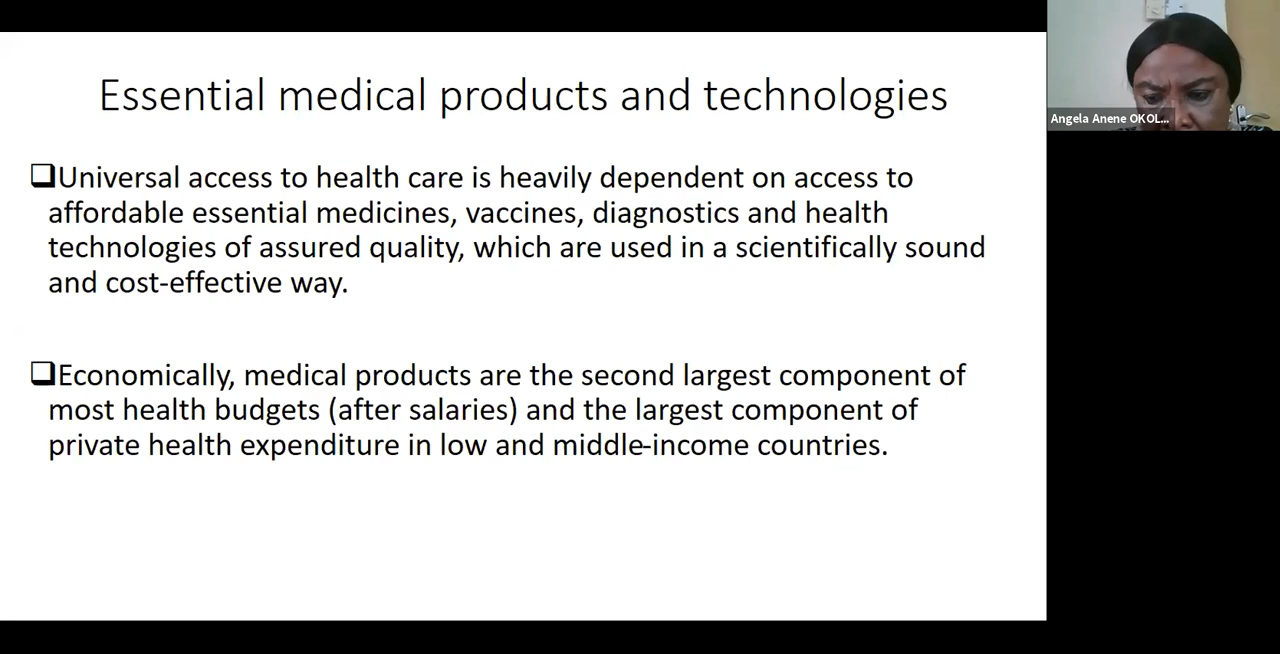 Essential medical products and technologies
❑Universal access to health care is heavily dependent on access to
affordable essential medicines, vaccines, diagnostics and health
technologies of assured quality, which are used in a scientifically sound
and cost-effective way.
❑Economically, medical products are the second largest component of
most health budgets (after salaries) and the largest component of
private health expenditure in low and middle-income countries.
Angela Anene OKOL...